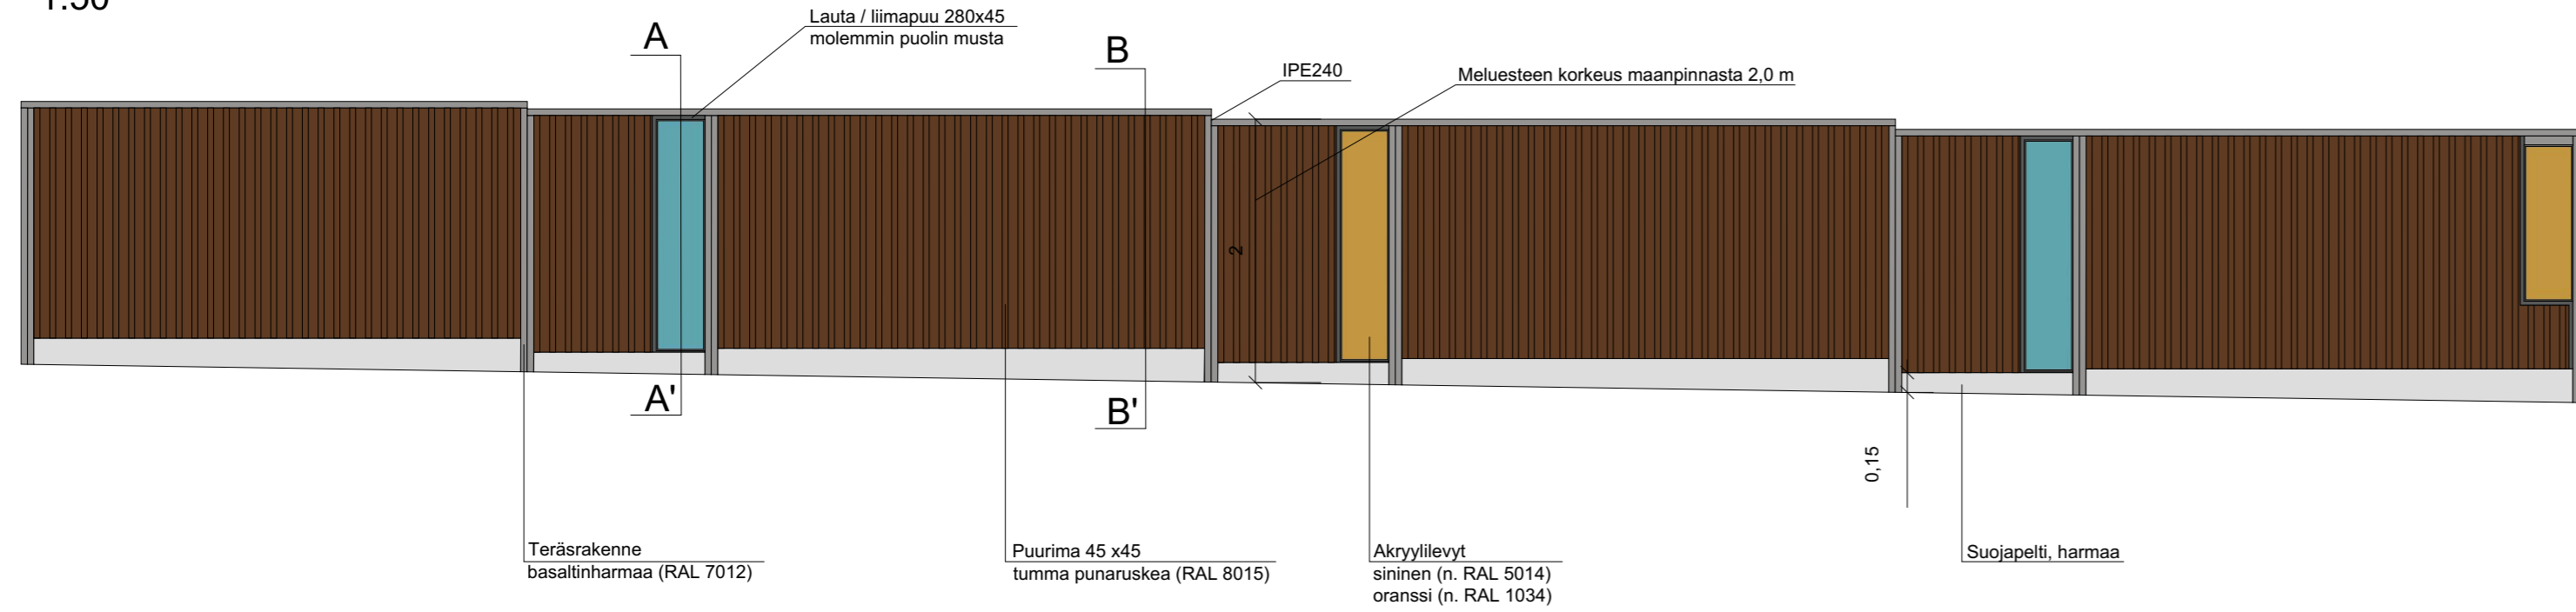 1:50
Lauta / liimapuu 280x45
molemmin puolin musta
A
B
IPE240
Meluesteen korkeus maanpinnasta 2,0 m
2
A'
B'
0,15
Teräsrakenne
basaltinharmaa (RAL 7012)
Puurima 45 x45
tumma punaruskea (RAL 8015)
Akryylilevyt
sininen (n. RAL 5014)
oranssi (n. RAL 1034)
Suojapelti, harmaa